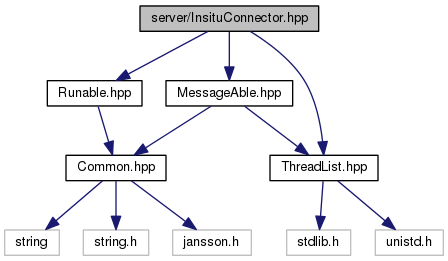 server/InsituConnector.hpp
Runable.hpp
MessageAble.hpp
Common.hpp
ThreadList.hpp
string
string.h
jansson.h
stdlib.h
unistd.h